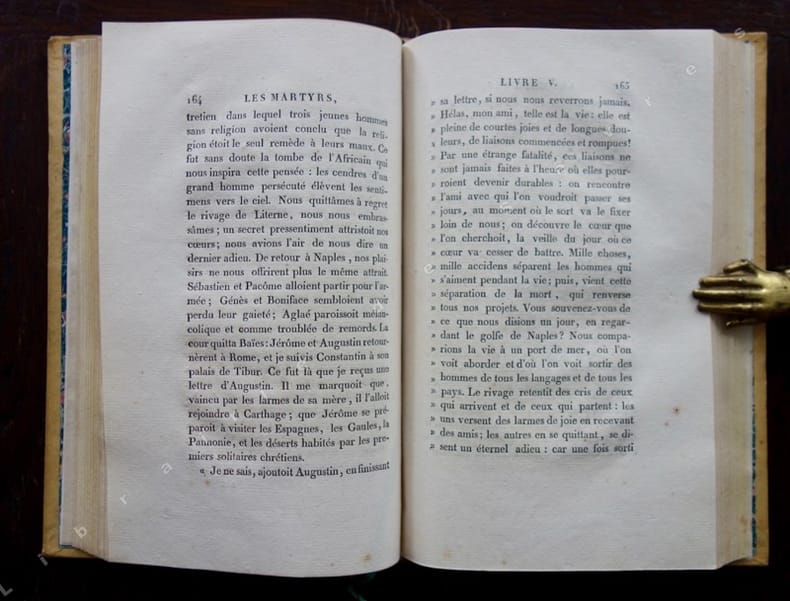 164 LES MARTYRS,
tretien dans lequel trois jeunes hommes
sans religion avoient conclu que la reli-
gion étoit le seul remède à leurs maux. Ce
fut sans doute la tombe de l'Africain qui
nous inspira cette pensée : les cendres d'un
grand homme persécuté élèvent les senti-
mens vers le ciel. Nous quittâmes à regret
le rivage de Literne, nous nous embras-
sâmes ; un secret pressentiment attristoit nos
cœurs ; nous avions l'air de nous dire un
dernier adieu. De retour à Naples, nos plai-
sirs ne nous offrirent plus le même attrait.
Sébastien et Pacôme alloient partir pour l'ar-
mée ; Génès et Boniface sembloient avoir
perdu leur gaieté ; Aglaé paroissoit mélan-
colique et comme troublée de remords. La
cour quitta Baïes : Jérôme et Augustin retour-
nèrent à Rome, et je suivis Constantin à son
palais de Tibur. Ce fut là que je reçus une
lettre d'Augustin. Il me marquoit que,
vaincu par les larmes de sa mère, il l'alloit
rejoindre à Carthage ; que Jérôme se pré-
paroit à visiter les Espagnes, les Gaules, la
Pannonie, et les déserts habités par les pre-
miers solitaires chrétiens.
« Je ne sais, ajoutoit Augustin, en finissant
LIVRE V. 165
» sa lettre, si nous nous reverrons jamais.
» Hélas, mon ami, telle est la vie : elle est
» pleine de courtes joies et de longues dou-
» leurs, de liaisons commencées et rompues !
» Par une étrange fatalité, ces liaisons ne
» sont jamais faites à l'heure où elles pour-
» roient devenir durables : on rencontre
» l'ami avec qui l'on voudroit passer ses
» jours, au moment où le sort va le fixer
» loin de nous ; on découvre le cœur que
» l'on cherchoit, la veille du jour où ce
» cœur va cesser de battre. Mille choses,
» mille accidens séparent les hommes qui
» s'aiment pendant la vie ; puis, vient cette
» séparation de la mort, qui renverse
» tous nos projets. Vous souvenez-vous de
» ce que nous disions un jour, en regar-
» dant le golfe de Naples ? Nous compa-
» rions la vie à un port de mer, où l'on
» voit aborder et d'où l'on voit sortir des
» hommes de tous les langages et de tous les
» pays. Le rivage retentit des cris de ceux
» qui arrivent et de ceux qui partent : les
» uns versent des larmes de joie en recevant
» des amis ; les autres en se quittant, se di-
» sent un éternel adieu : car une fois sorti